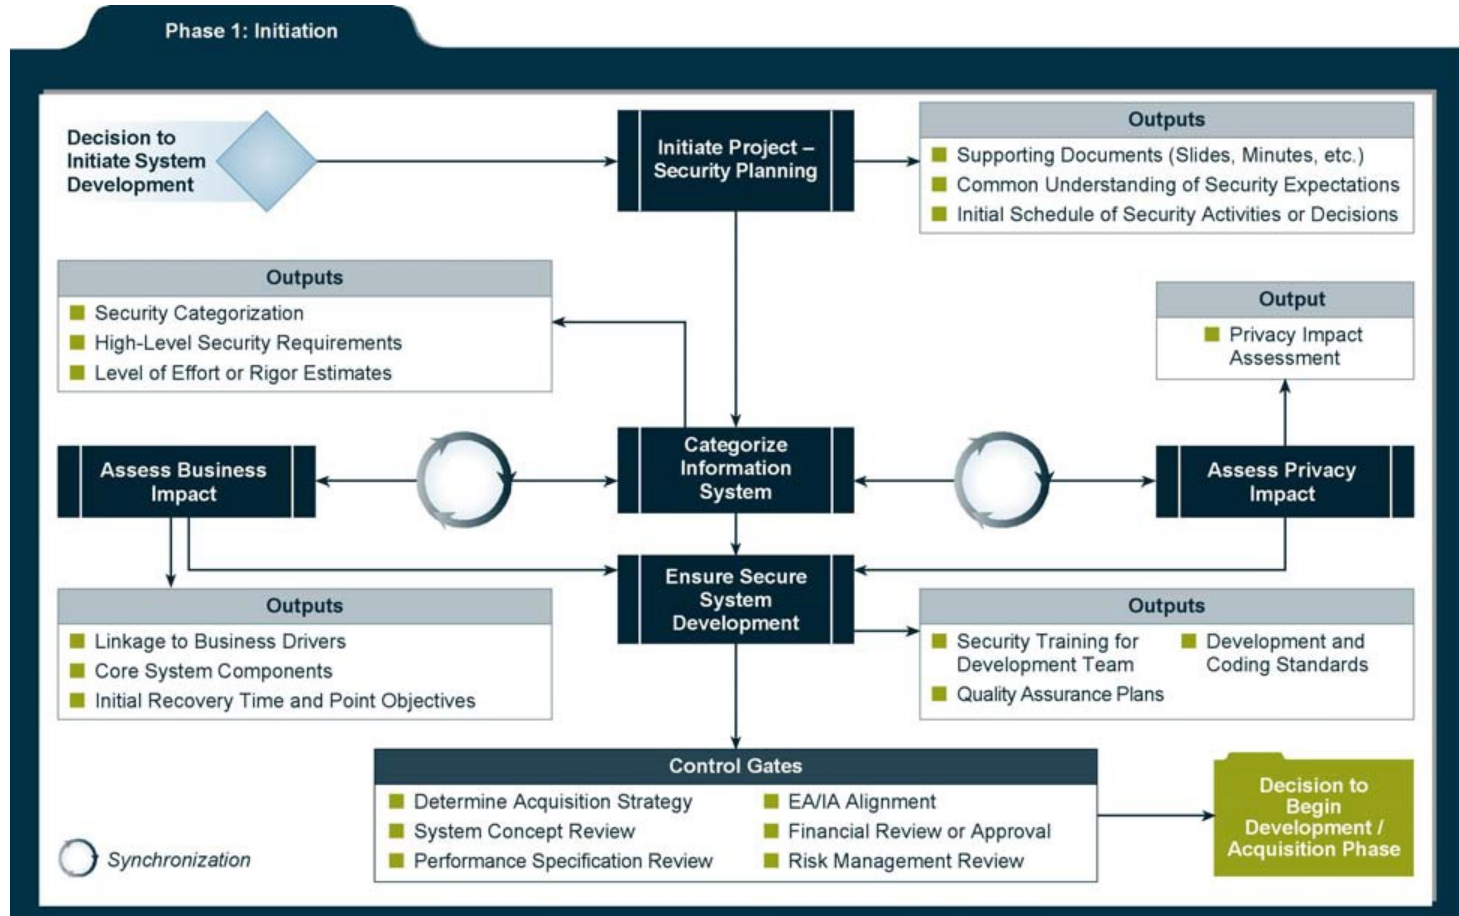 Phase 1: Initiation
Decision to
Initiate System
Development
Initiate Project –
Security Planning
Outputs
Supporting Documents (Slides, Minutes, etc.)
Common Understanding of Security Expectations
Initial Schedule of Security Activities or Decisions
Outputs
Security Categorization
High-Level Security Requirements
Level of Effort or Rigor Estimates
Output
Privacy Impact
Assessment
Assess Business
Impact
Categorize
Information
System
Assess Privacy
Impact
Ensure Secure
System
Development
Outputs
Linkage to Business Drivers
Core System Components
Initial Recovery Time and Point Objectives
Outputs
Security Training for
Development Team
Quality Assurance Plans
Development and
Coding Standards
Control Gates
Determine Acquisition Strategy
System Concept Review
Performance Specification Review
EA/IA Alignment
Financial Review or Approval
Risk Management Review
Decision to
Begin
Development /
Acquisition Phase
Synchronization